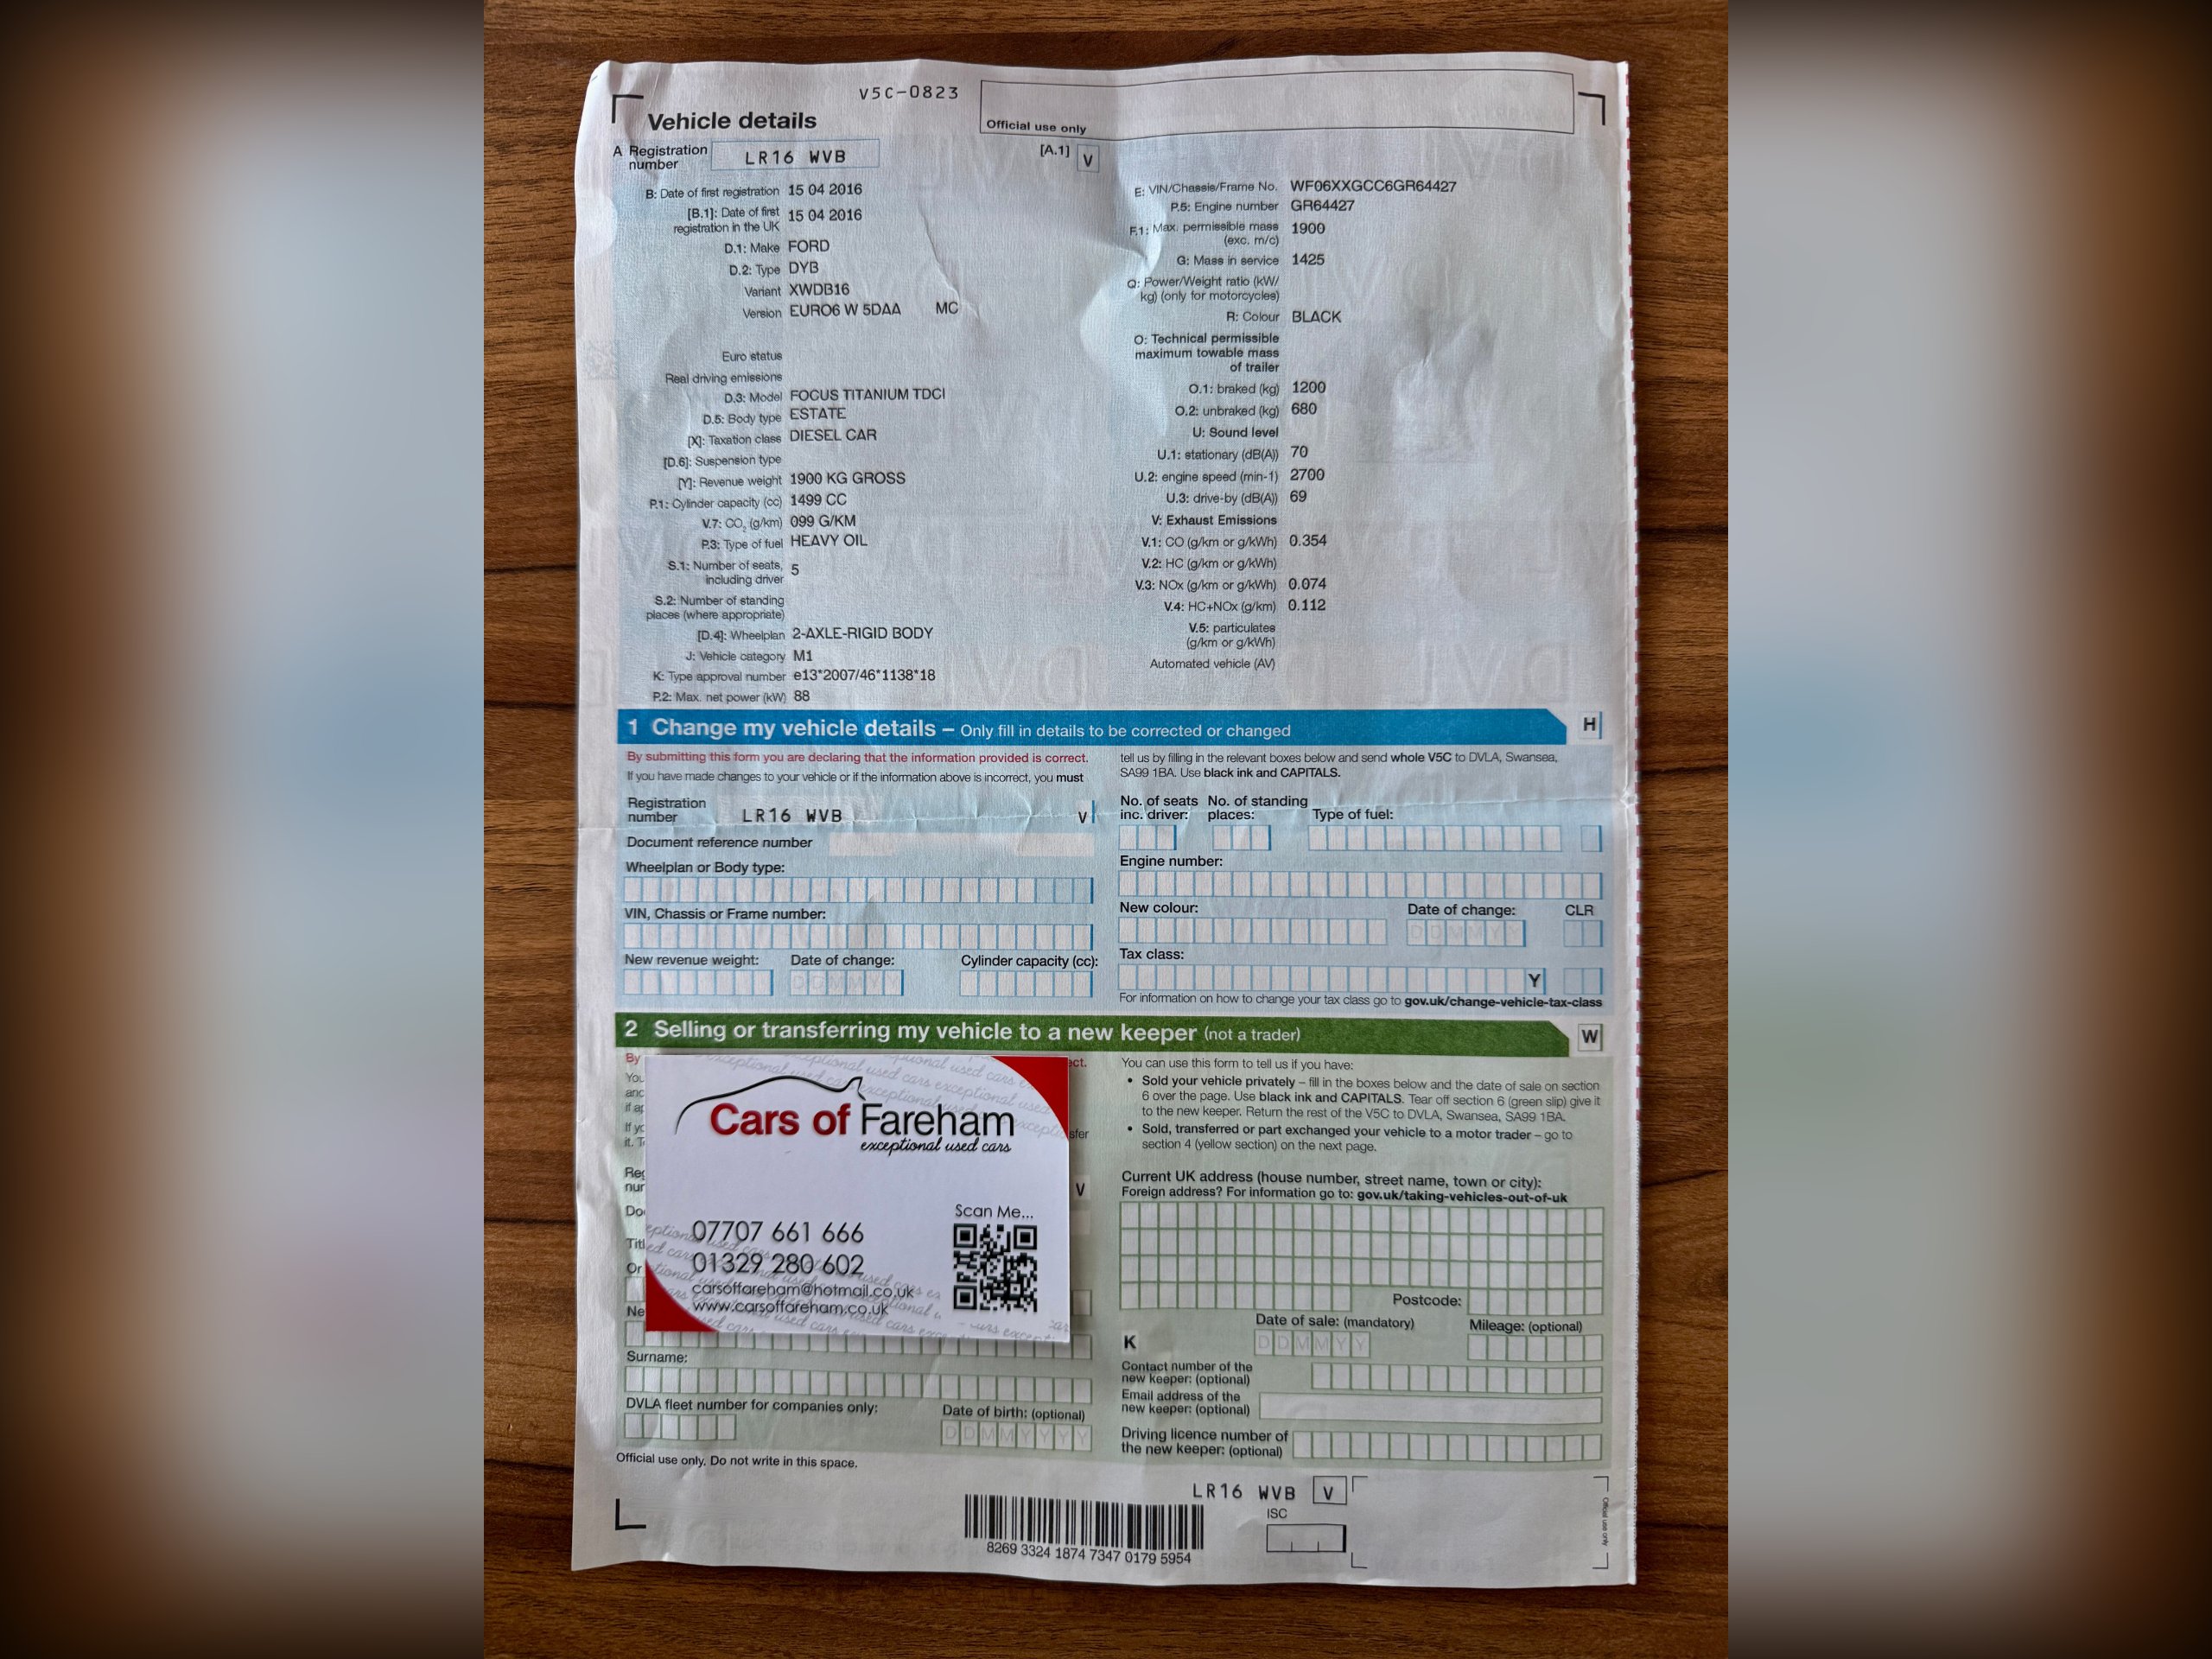 V5C-0823
Vehicle details
Official use only
A Registration number LR16 WVB
[A.1] V
B: Date of first registration 15 04 2016
[B.1]: Date of first registration in the UK 15 04 2016
D.1: Make FORD
D.2: Type DYB
Variant XWDB16
Version EURO6 W 5DAA MC
Euro status
Real driving emissions
D.3: Model FOCUS TITANIUM TDCI
D.5: Body type ESTATE
[X]: Taxation class DIESEL CAR
[D.6]: Suspension type
[Y]: Revenue weight 1900 KG GROSS
P.1: Cylinder capacity (cc) 1499 CC
V.7: CO2 (g/km) 099 G/KM
P.3: Type of fuel HEAVY OIL
S.1: Number of seats, including driver 5
S.2: Number of standing places (where appropriate)
[D.4]: Wheelplan 2-AXLE-RIGID BODY
J: Vehicle category M1
K: Type approval number e13*2007/46*1138*18
P.2: Max. net power (kW) 88
E: VIN/Chassis/Frame No. WF06XXGCC6GR64427
P.5: Engine number GR64427
F.1: Max. permissible mass (exc. m/c) 1900
G: Mass in service 1425
Q: Power/Weight ratio (kW/kg) (only for motorcycles)
R: Colour BLACK
O: Technical permissible maximum towable mass of trailer
O.1: braked (kg) 1200
O.2: unbraked (kg) 680
U: Sound level
U.1: stationary (dB(A)) 70
U.2: engine speed (min-1) 2700
U.3: drive-by (dB(A)) 69
V: Exhaust Emissions
V.1: CO (g/km or g/kWh) 0.354
V.2: HC (g/km or g/kWh)
V.3: NOx (g/km or g/kWh) 0.074
V.4: HC+NOx (g/km) 0.112
V.5: particulates (g/km or g/kWh)
Automated vehicle (AV)
1 Change my vehicle details – Only fill in details to be corrected or changed H
By submitting this form you are declaring that the information provided is correct.
If you have made changes to your vehicle or if the information above is incorrect, you must
tell us by filling in the relevant boxes below and send whole V5C to DVLA, Swansea,
SA99 1BA. Use black ink and CAPITALS.
Registration number LR16 WVB V
Document reference number
Wheelplan or Body type:
VIN, Chassis or Frame number:
New revenue weight: Date of change: Cylinder capacity (cc):
DDMMYY
No. of seats inc. driver: No. of standing places: Type of fuel:
Engine number:
New colour: Date of change: CLR
DDMMYY
Tax class:
Y
For information on how to change your tax class go to gov.uk/change-vehicle-tax-class
2 Selling or transferring my vehicle to a new keeper (not a trader) W
By
Cars of Fareham
exceptional used cars
Scan Me...
07707 661 666
01329 280 602
carsoffareham@hotmail.co.uk
www.carsoffareham.co.uk
V
Surname:
DVLA fleet number for companies only: Date of birth: (optional)
DDMMYYYY
You can use this form to tell us if you have:
• Sold your vehicle privately – fill in the boxes below and the date of sale on section
6 over the page. Use black ink and CAPITALS. Tear off section 6 (green slip) give it
to the new keeper. Return the rest of the V5C to DVLA, Swansea, SA99 1BA.
• Sold, transferred or part exchanged your vehicle to a motor trader – go to
section 4 (yellow section) on the next page.
Current UK address (house number, street name, town or city):
Foreign address? For information go to: gov.uk/taking-vehicles-out-of-uk
Postcode:
Date of sale: (mandatory) Mileage: (optional)
K DDMMYY
Contact number of the new keeper: (optional)
Email address of the new keeper: (optional)
Driving licence number of the new keeper: (optional)
Official use only. Do not write in this space.
LR16 WVB V
ISC
8269 3324 1874 7347 0179 5954
Official use only